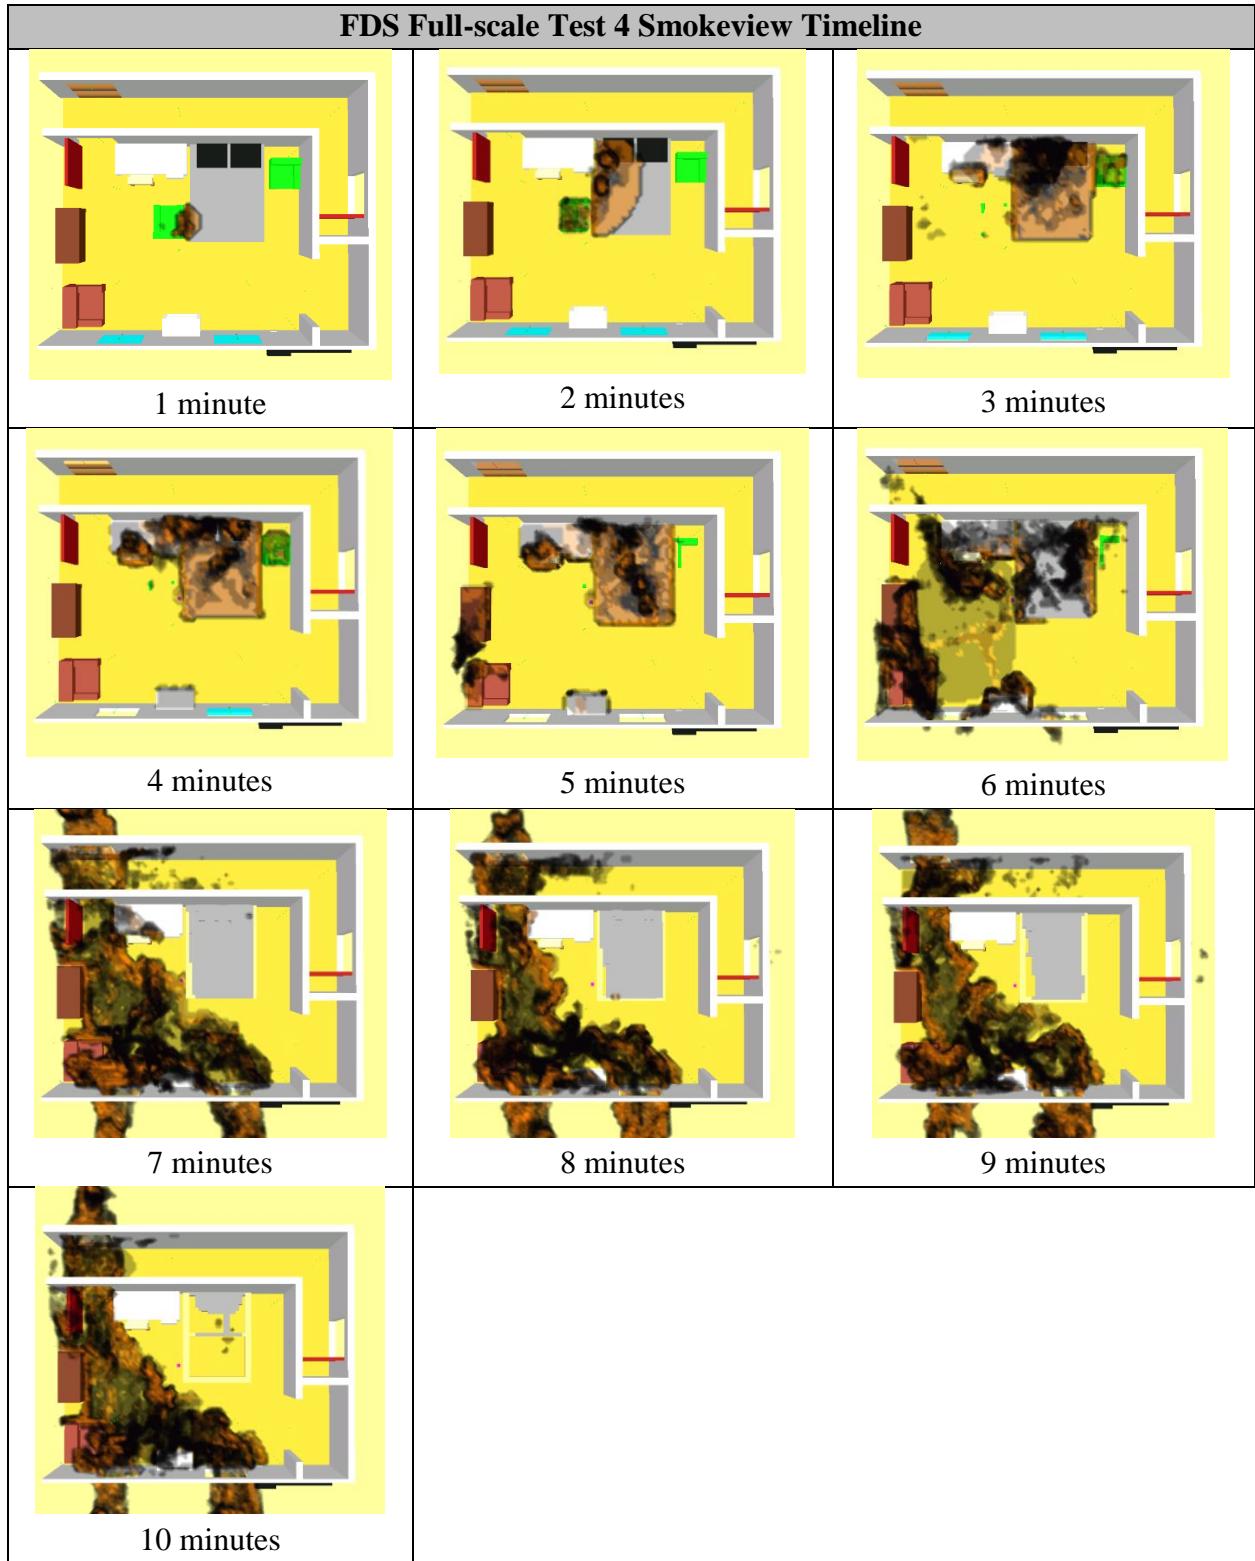 FDS Full-scale Test 4 Smokeview Timeline
1 minute
2 minutes
3 minutes
4 minutes
5 minutes
6 minutes
7 minutes
8 minutes
9 minutes
10 minutes